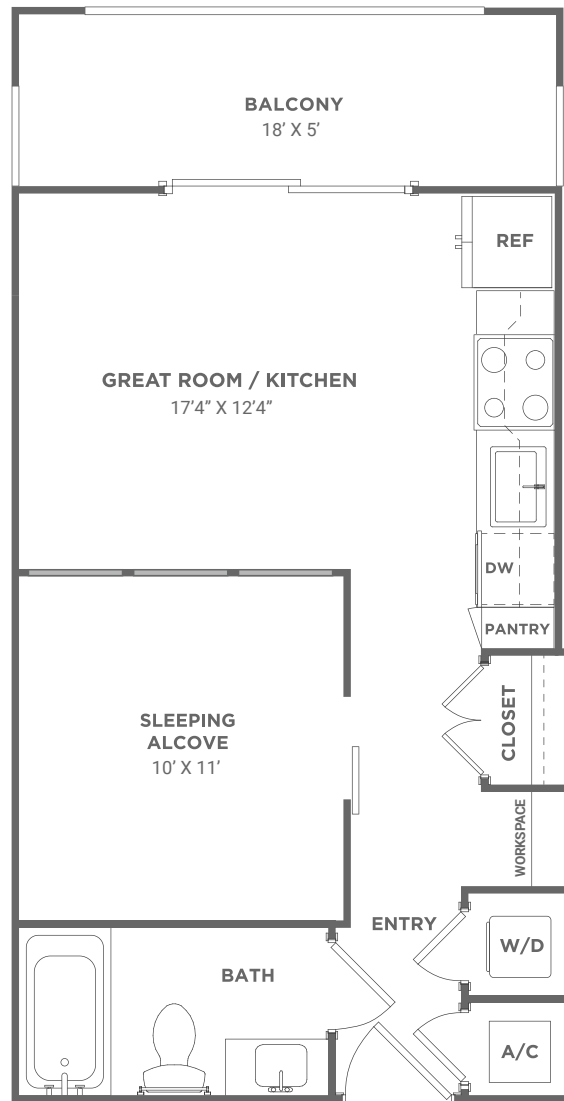 BALCONY
18’ X 5’
REF
GREAT ROOM / KITCHEN
17’4” X 12’4”
DW
PANTRY
CLOSET
SLEEPING
ALCOVE
10’ X 11’
WORKSPACE
ENTRY
W/D
BATH
A/C